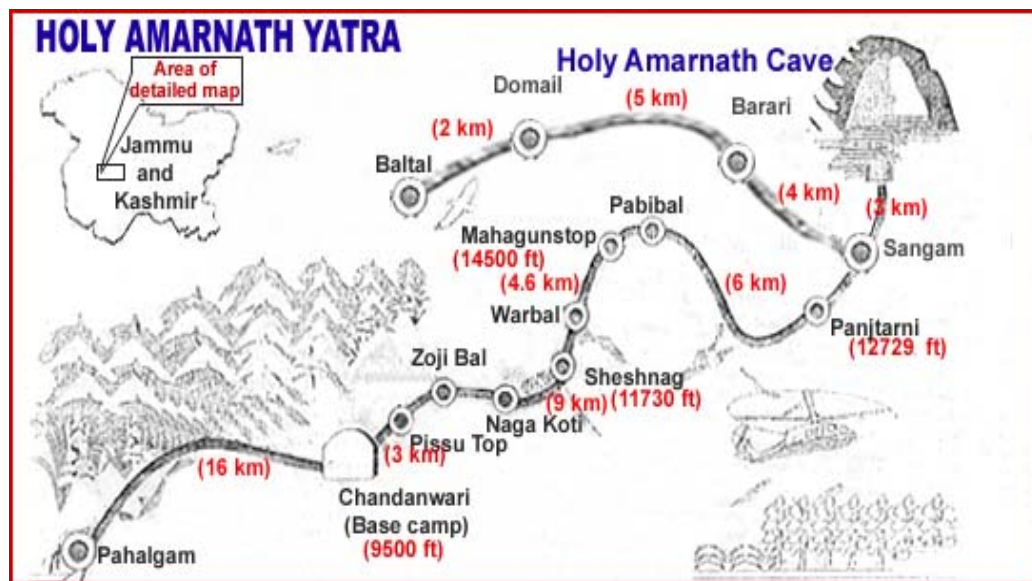 HOLY AMARNATH YATRA
Area of
detailed map
Jammu
and
Kashmir
Holy Amarnath Cave
Domail
(5 km)
Barari
(2 km)
Baltal
(4 km)
(3 km)
Sangam
Pabibal
Mahagunstop
(14500 ft)
(4.6 km)
(6 km)
Warbal
Panjtarni
(12729 ft)
Zoji Bal
Sheshnag
(11730 ft)
(9 km)
Naga Koti
Pissu Top
(3 km)
(16 km)
Chandanwari
(Base camp)
(9500 ft)
Pahalgam